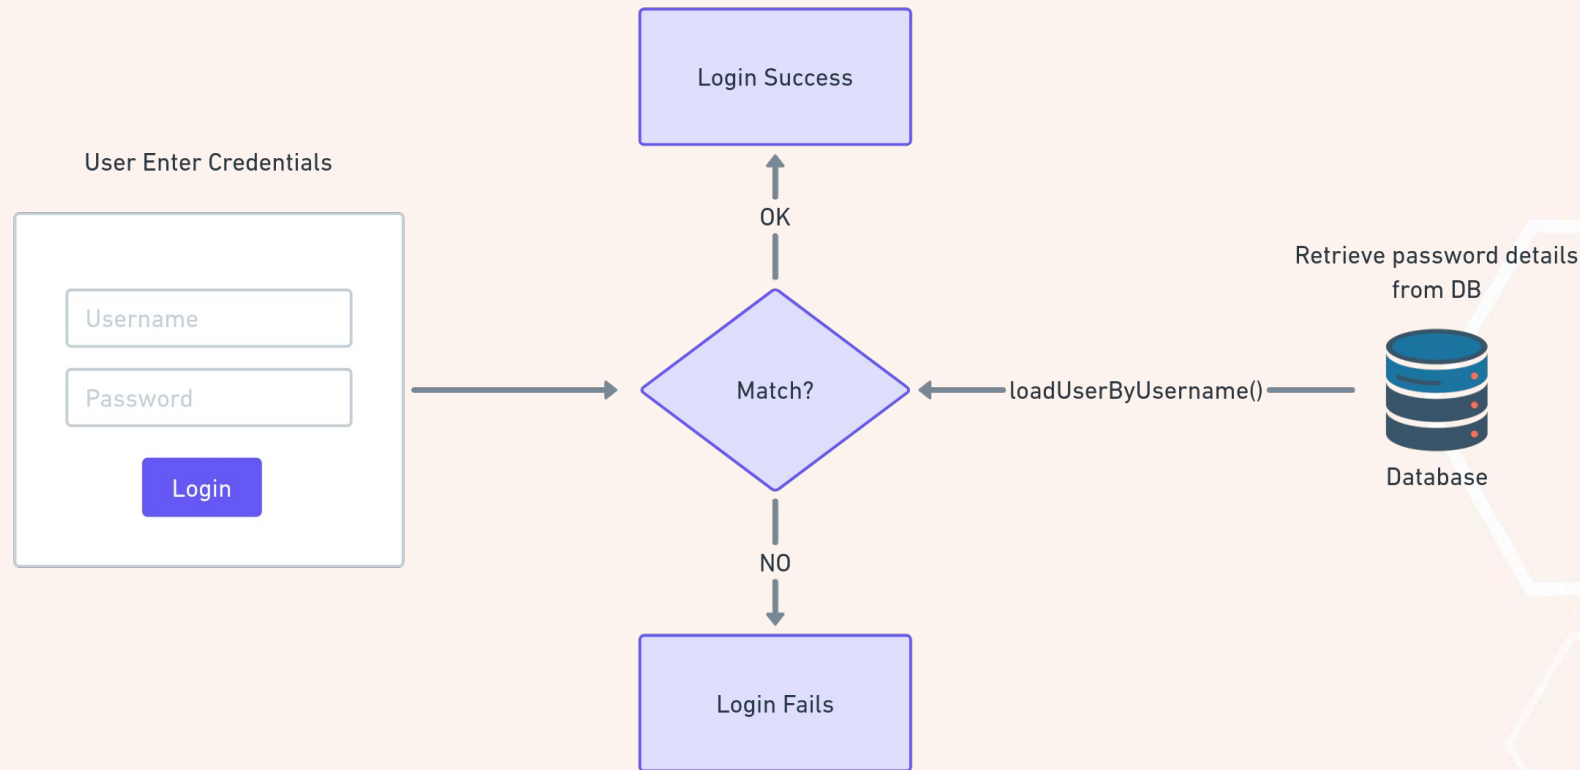 Login Success
User Enter Credentials
OK
Retrieve password details
from DB
Username
Password
Match?
loadUserByUsername()
Database
Login
NO
Login Fails